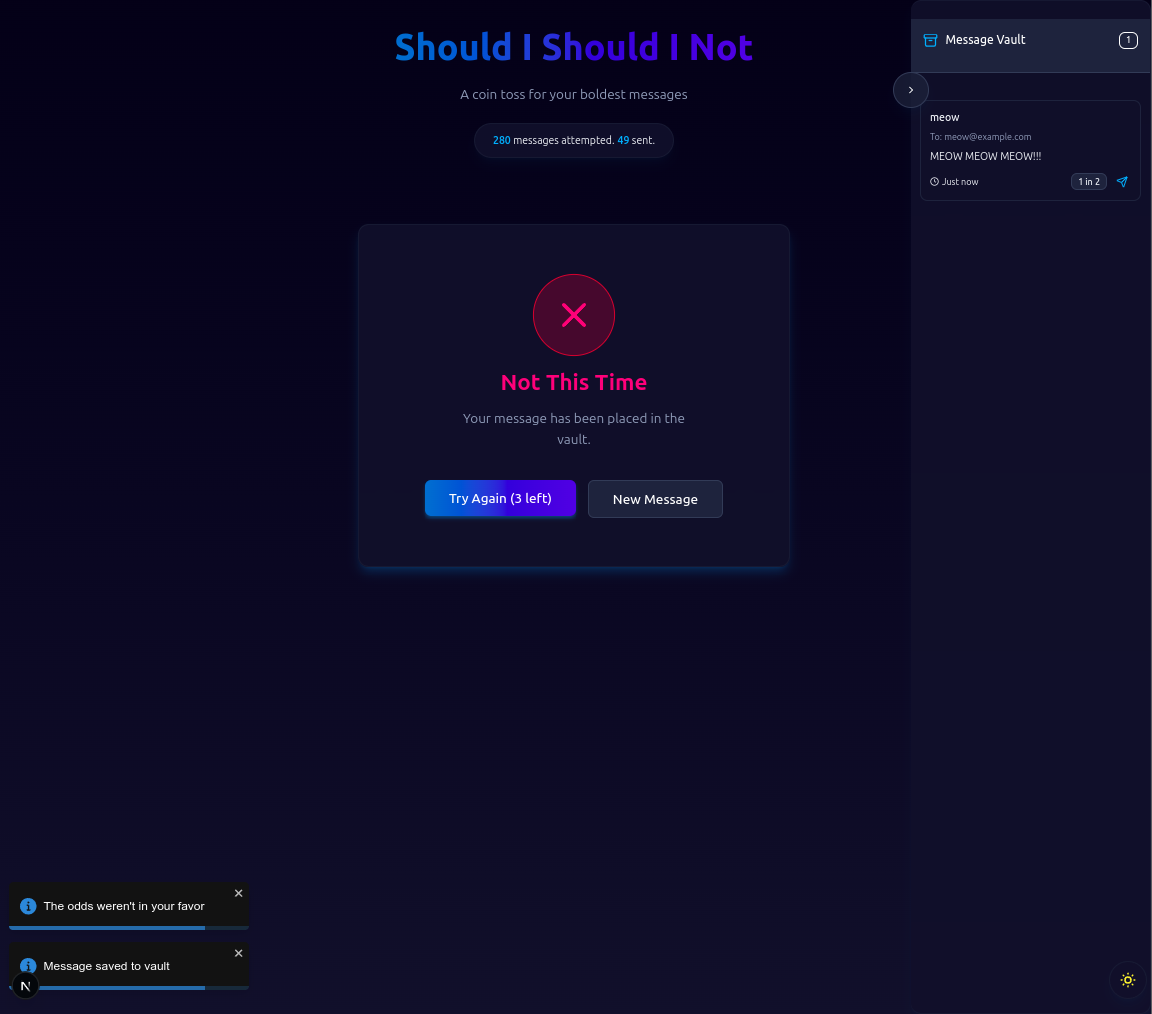 Should I Should I Not
A coin toss for your boldest messages
280 messages attempted. 49 sent.
Not This Time
Your message has been placed in the
vault.
Try Again (3 left)
New Message
Message Vault
1
meow
To: meow@example.com
MEOW MEOW MEOW!!!
Just now
1 in 2
The odds weren't in your favor
Message saved to vault
N